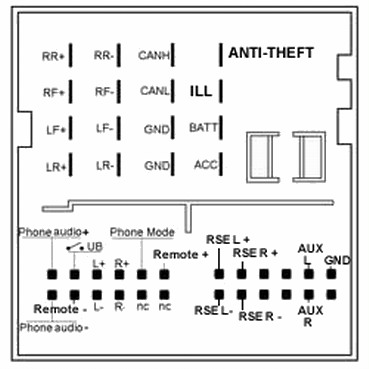 RR+ RR- CANH ANTI-THEFT
RF+ RF- CANL ILL
LF+ LF- GND BATT
LR+ LR- GND ACC
Phone audio+ Phone Mode RSE L+ AUX
UB Remote + RSE R + L GND
L+ R+
Remote - L- R- nc nc RSE L- RSE R - AUX
Phone audio- R